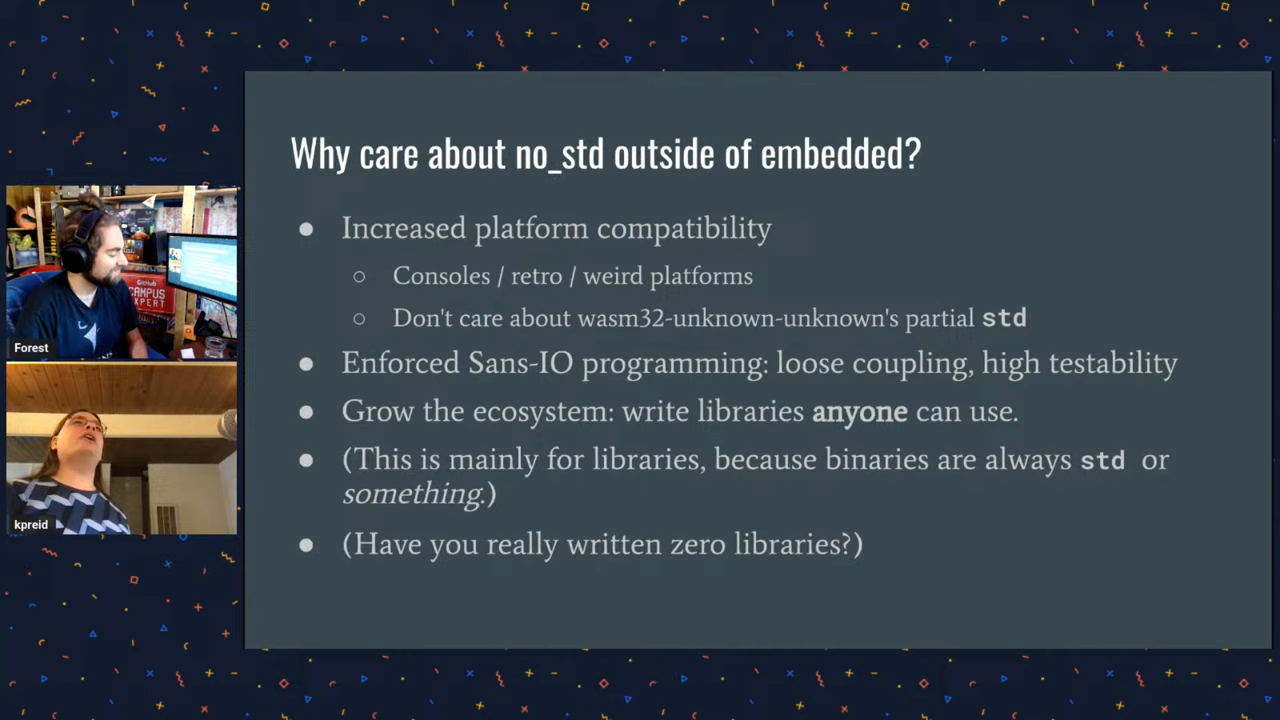 Why care about no_std outside of embedded?
● Increased platform compatibility
○ Consoles / retro / weird platforms
○ Don't care about wasm32-unknown-unknown's partial std
● Enforced Sans-IO programming: loose coupling, high testability
● Grow the ecosystem: write libraries anyone can use.
● (This is mainly for libraries, because binaries are always std or
something.)
● (Have you really written zero libraries?)
GitHub
CAMPUS
EXPERT
Forest
kpreid